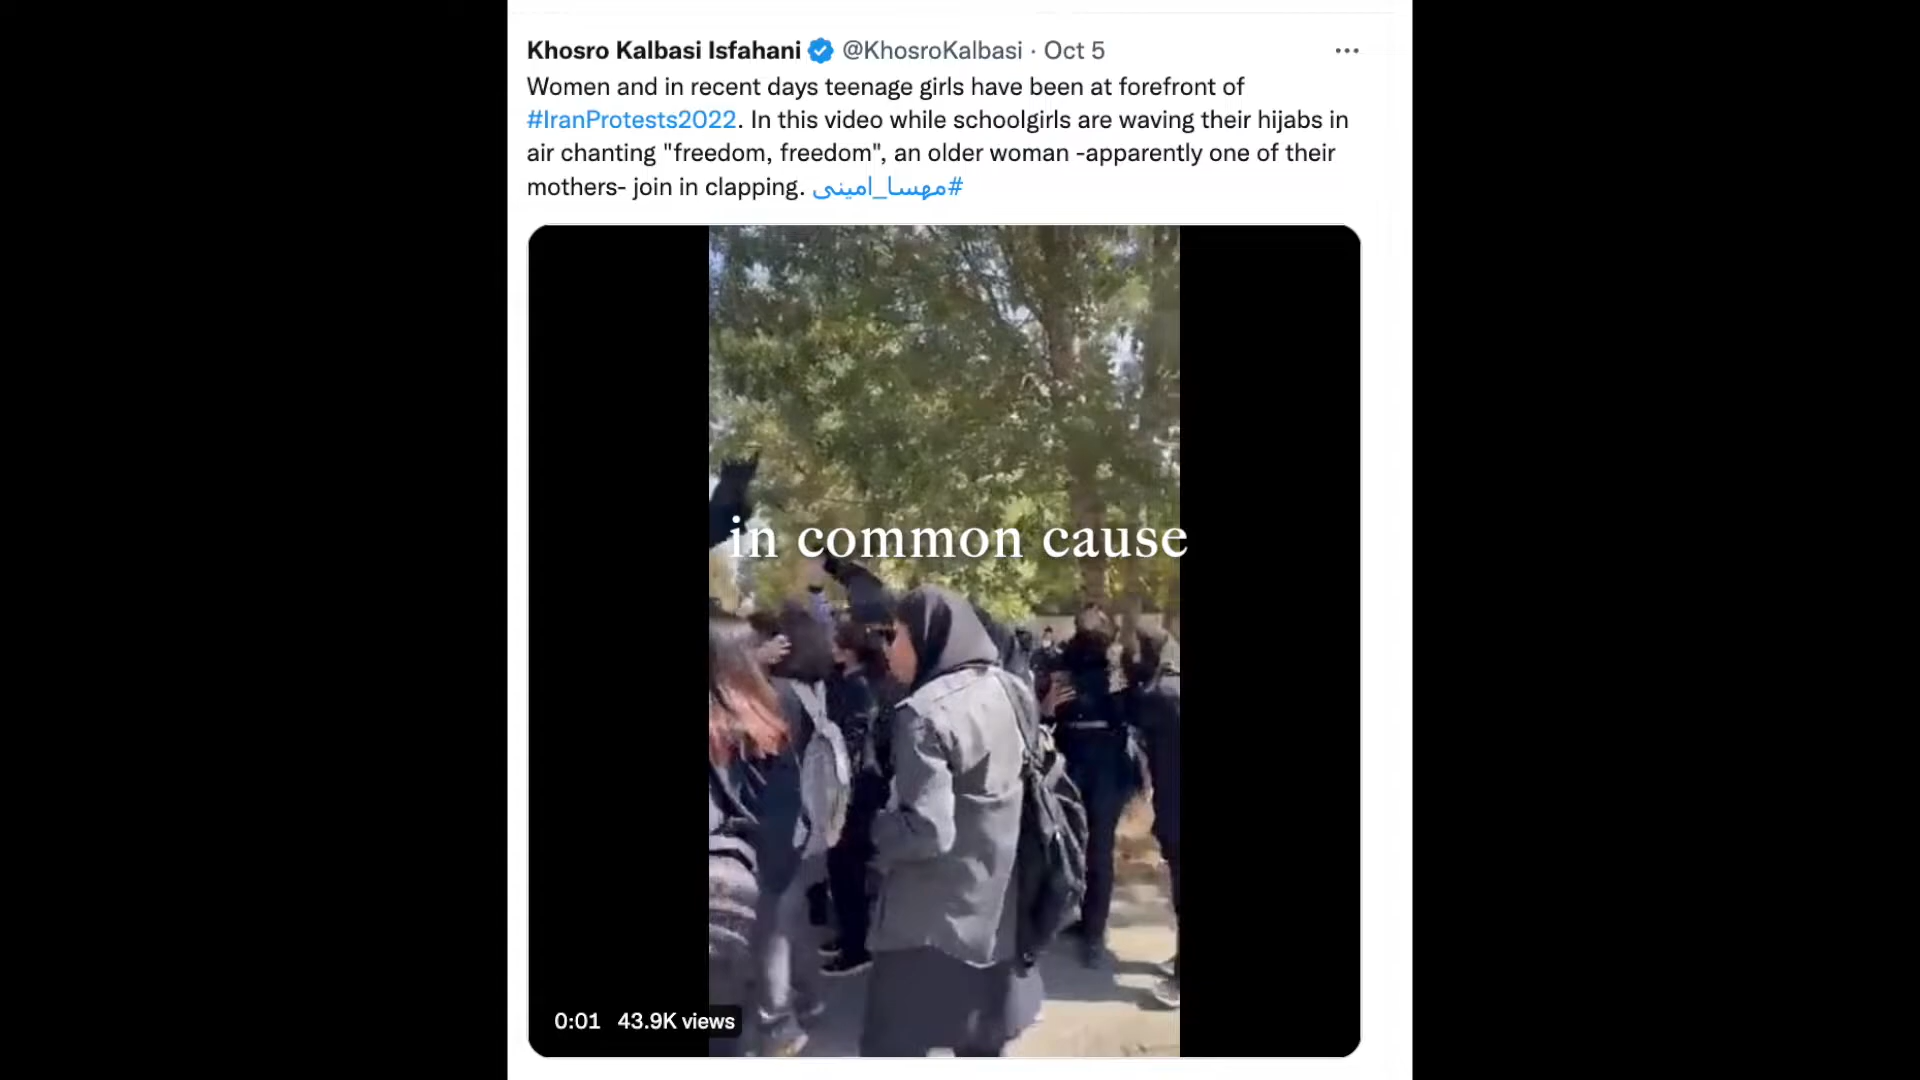 Khosro Kalbasi Isfahani @KhosroKalbasi · Oct 5
Women and in recent days teenage girls have been at forefront of
#IranProtests2022. In this video while schoolgirls are waving their hijabs in
air chanting "freedom, freedom", an older woman -apparently one of their
mothers- join in clapping. #مهسا_امینی
in common cause
0:01 43.9K views